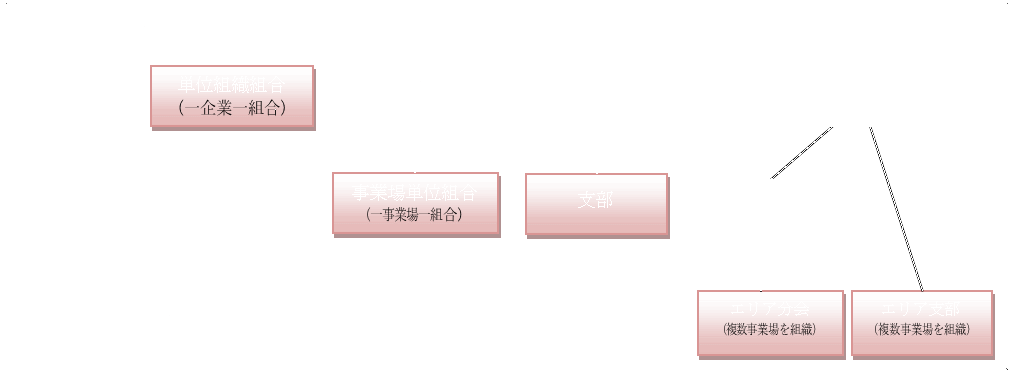 単位組織組合
(一企業一組合)
事業場単位組合
(一事業場一組合)
支部
エリア分会
(複数事業場を組織)
エリア支部
(複数事業場を組織)